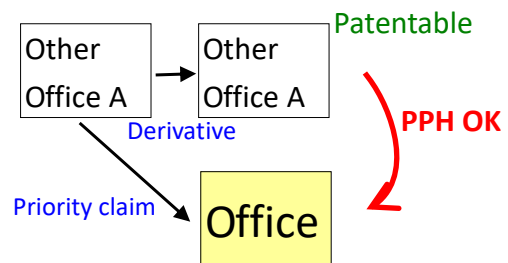 Other
Office A
Other
Office A
Patentable
Derivative
PPH OK
Priority claim
Office